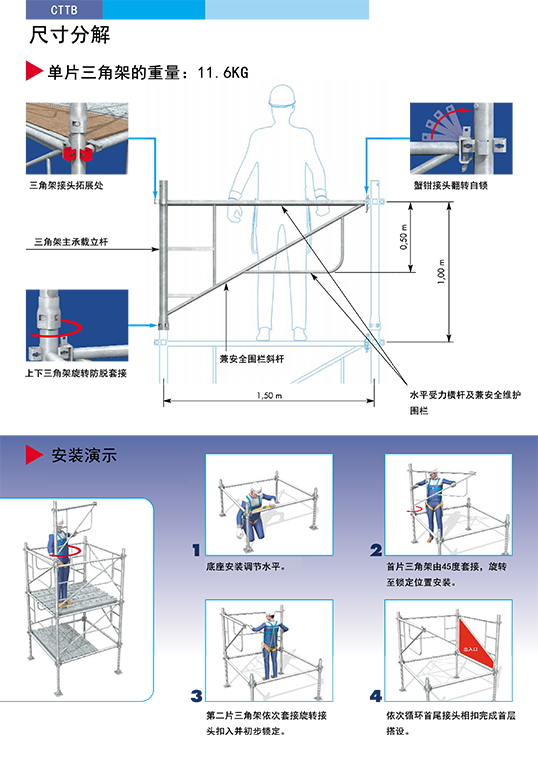 CTTB
尺寸分解
单片三角架的重量：11.6KG
三角架接头拓展处
蟹钳接头翻转自锁
三角架主承载立杆
0,50 m
1,00 m
上下三角架旋转防脱套接
兼安全围栏斜杆
1,50 m
水平受力横杆及兼安全维护
围栏
安装演示
1
底座安装调节水平。
2
首片三角架由45度套接，旋转
至锁定位置安装。
3
第二片三角架依次套接旋转接
头扣入并初步锁定。
出入口
4
依次循环首尾接头相扣完成首层
搭设。